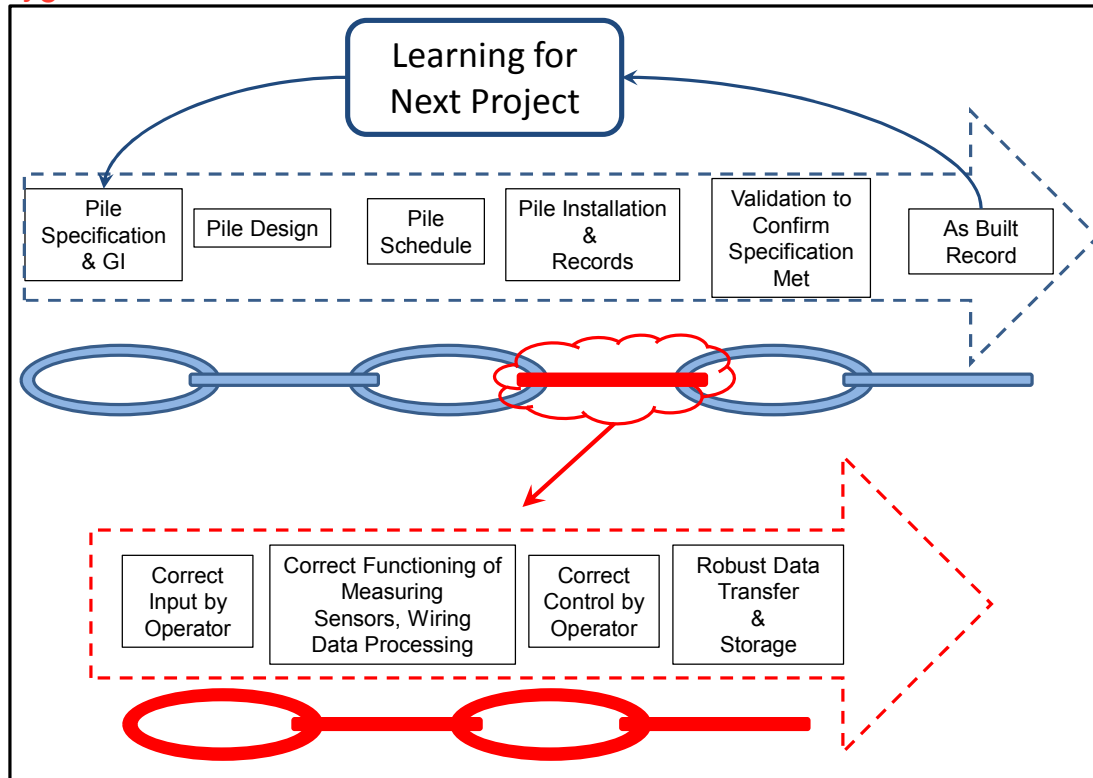 Learning for
Next Project
Pile
Specification
& GI
Pile Design
Pile
Schedule
Pile Installation
&
Records
Validation to
Confirm
Specification
Met
As Built
Record
Correct
Input by
Operator
Correct Functioning of
Measuring
Sensors, Wiring
Data Processing
Correct
Control by
Operator
Robust Data
Transfer
&
Storage